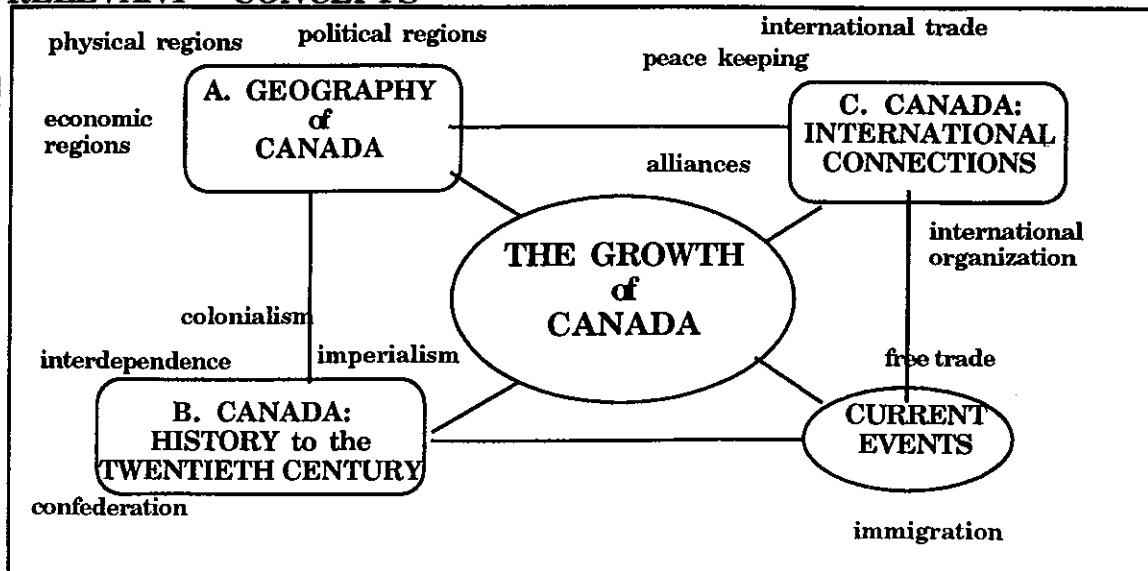 RELEVANT CONCEPTS
physical regions
political regions
international trade
peace keeping
A. GEOGRAPHY
of
CANADA
C. CANADA:
INTERNATIONAL
CONNECTIONS
economic
regions
alliances
THE GROWTH
of
CANADA
international
organization
colonialism
interdependence
imperialism
free trade
B. CANADA:
HISTORY to the
TWENTIETH CENTURY
CURRENT
EVENTS
confederation
immigration